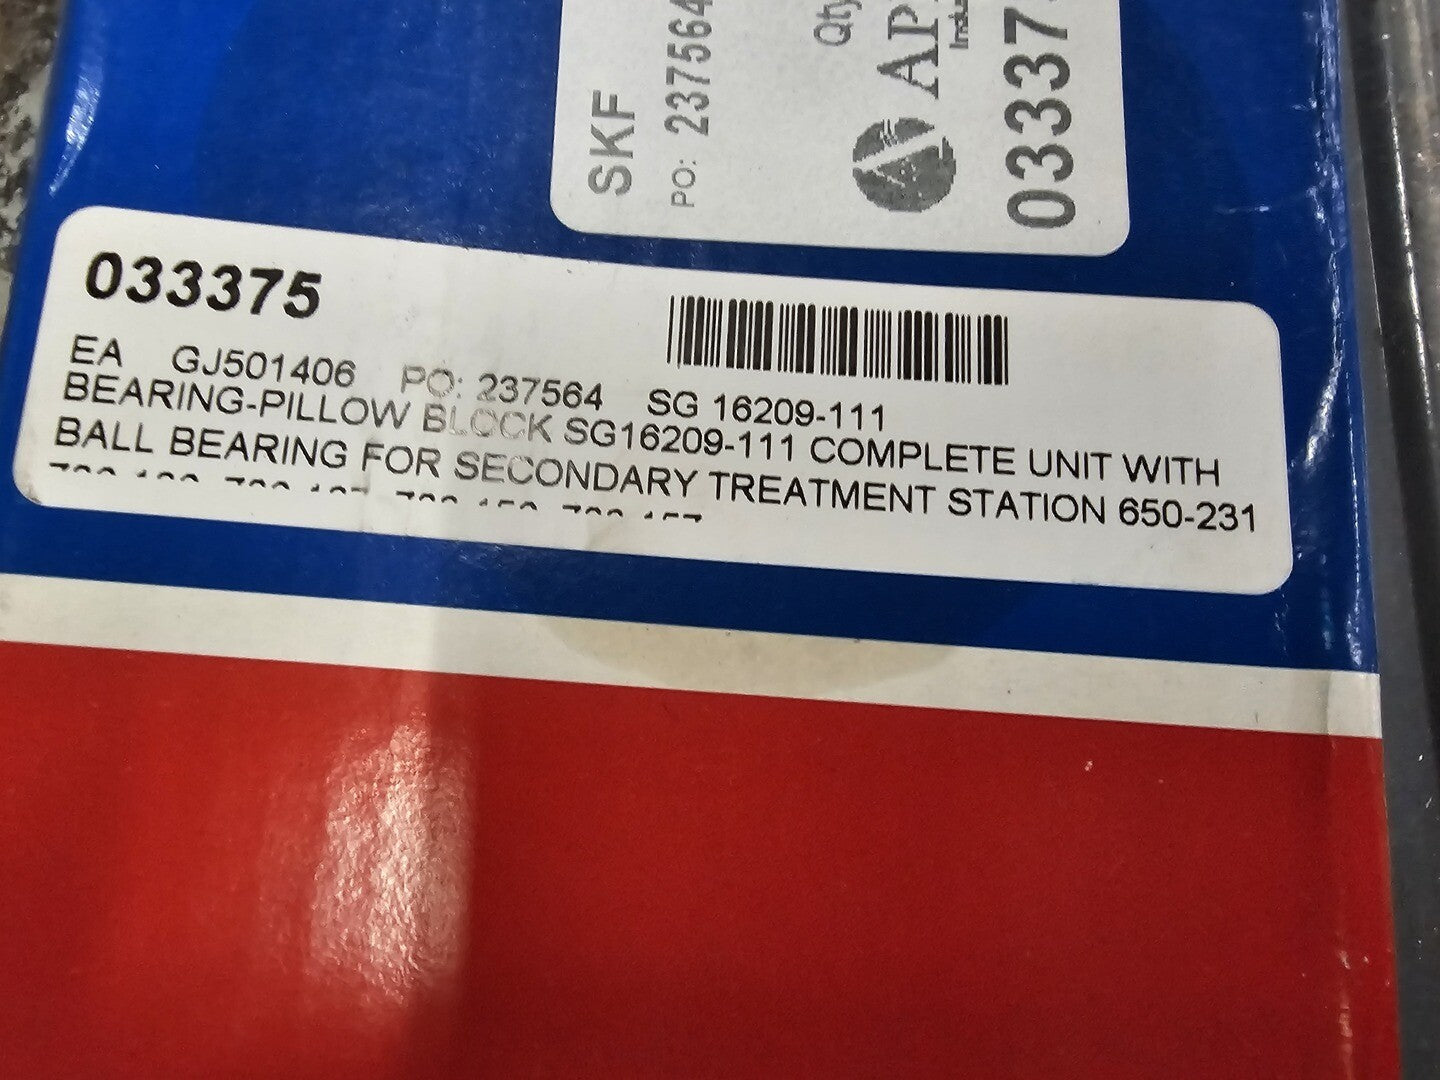 SKF
PO: 237564
Qty
033375
EA GJ501406 PO: 237564 SG 16209-111
BEARING-PILLOW BLOCK SG16209-111 COMPLETE UNIT WITH
BALL BEARING FOR SECONDARY TREATMENT STATION 650-231